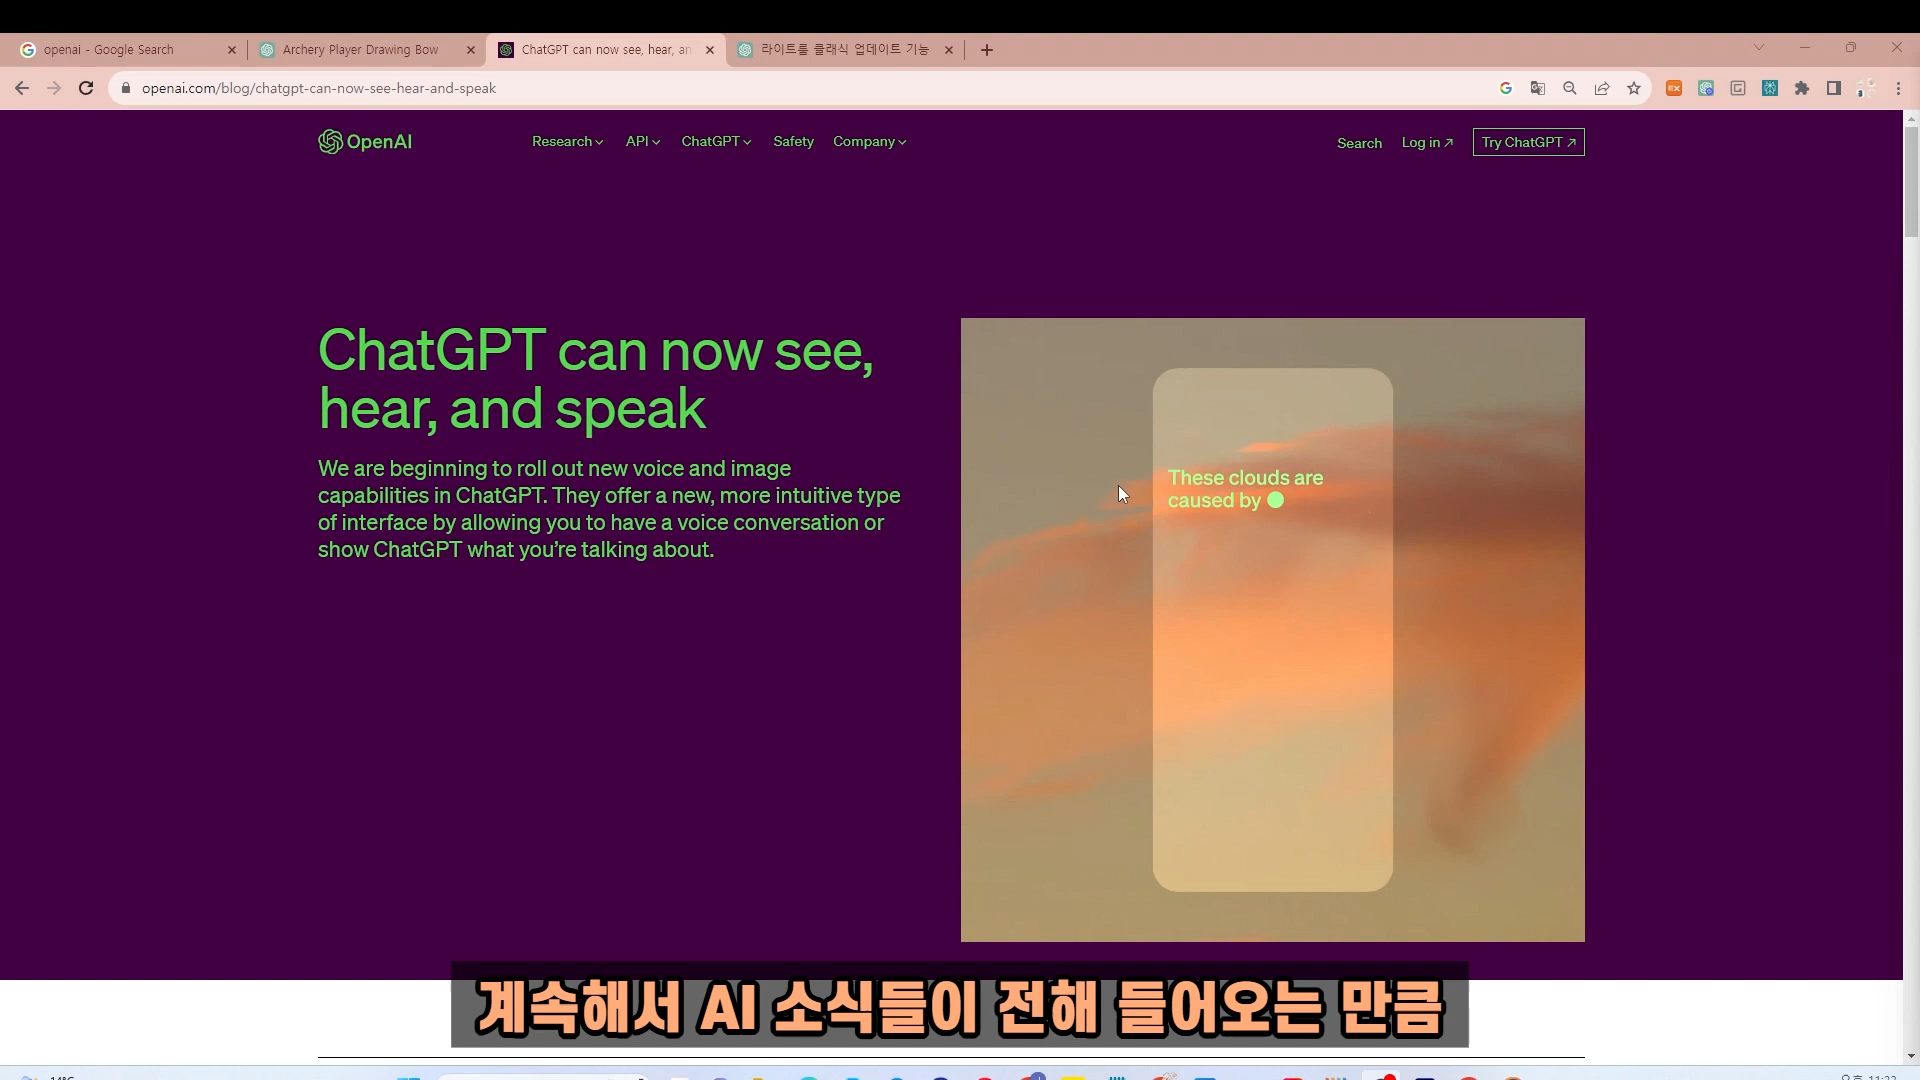 openai - Google Search
Archery Player Drawing Bow
ChatGPT can now see, hear, an
라이트룸 클래식 업데이트 기능
openai.com/blog/chatgpt-can-now-see-hear-and-speak
OpenAI
Research
API
ChatGPT
Safety
Company
Search
Log in ↗
Try ChatGPT ↗
ChatGPT can now see,
hear, and speak
We are beginning to roll out new voice and image
capabilities in ChatGPT. They offer a new, more intuitive type
of interface by allowing you to have a voice conversation or
show ChatGPT what you’re talking about.
These clouds are
caused by
계속해서 AI 소식들이 전해 들어오는 만큼